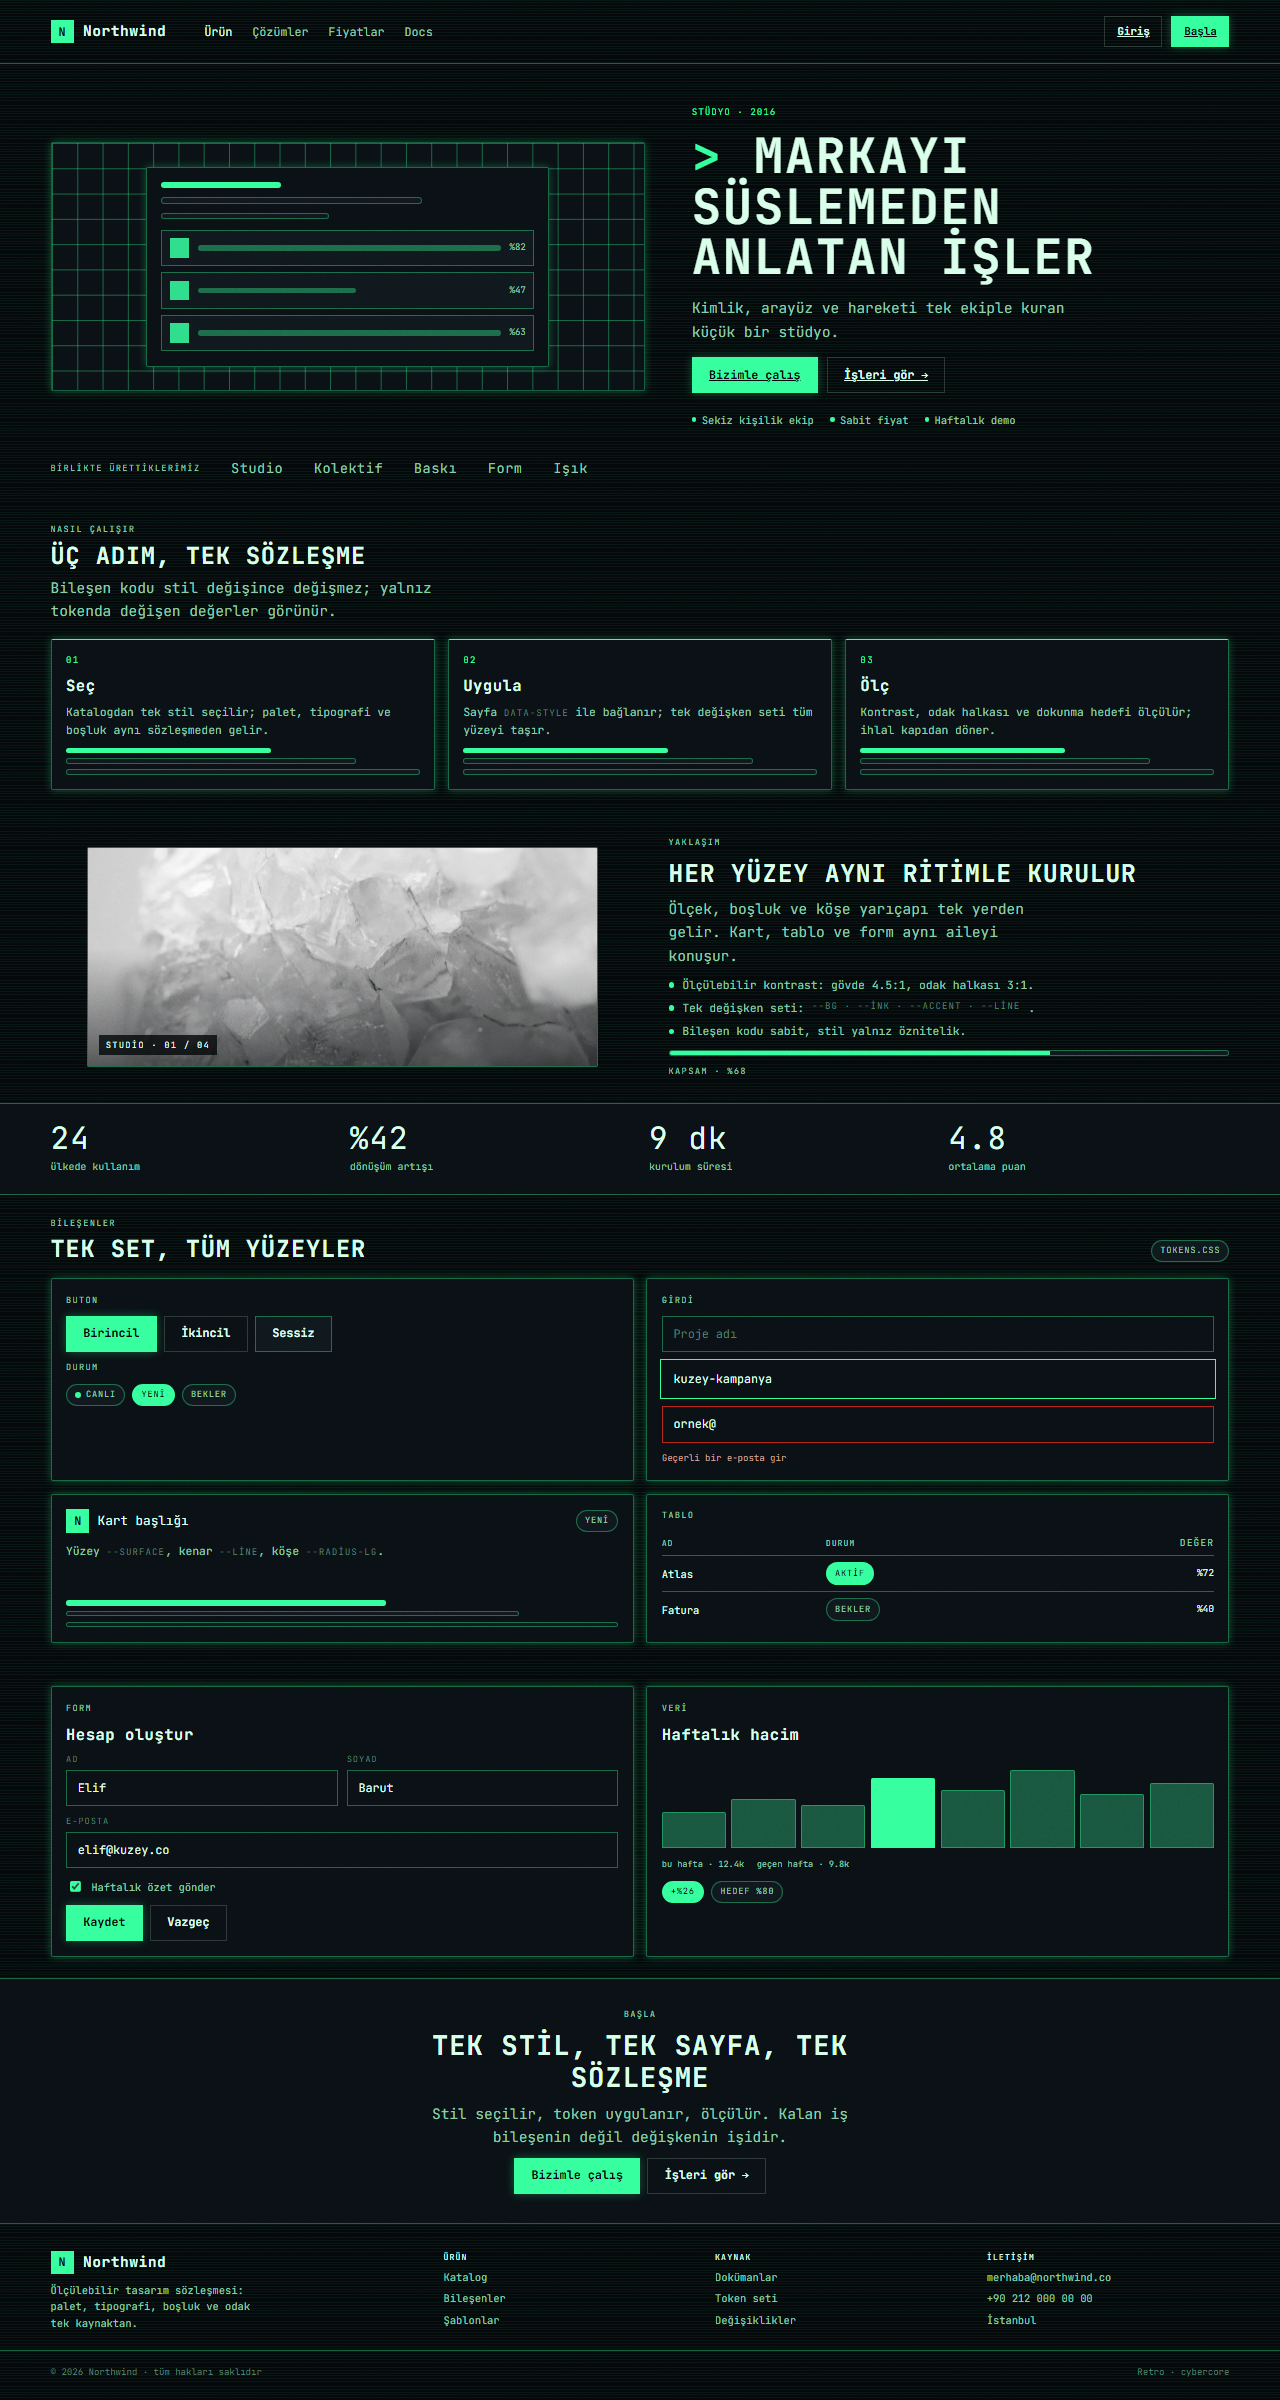 N Northwind Ürün Çözümler Fiyatlar Docs Giriş Başla
STÜDYO · 2016
> MARKAYI
SÜSLEMEDEN
ANLATAN İŞLER
Kimlik, arayüz ve hareketi tek ekiple kuran
küçük bir stüdyo.
Bizimle çalış İşleri gör →
Sekiz kişilik ekip Sabit fiyat Haftalık demo
%82
%47
%63
BİRLİKTE ÜRETTİKLERİMİZ Studio Kolektif Baskı Form Işık
NASIL ÇALIŞIR
ÜÇ ADIM, TEK SÖZLEŞME
Bileşen kodu stil değişince değişmez; yalnız
tokenda değişen değerler görünür.
01
Seç
Katalogdan tek stil seçilir; palet, tipografi ve
boşluk aynı sözleşmeden gelir.
02
Uygula
Sayfa DATA-STYLE ile bağlanır; tek değişken seti tüm
yüzeyi taşır.
03
Ölç
Kontrast, odak halkası ve dokunma hedefi ölçülür;
ihlal kapıdan döner.
STUDİO · 01 / 04
YAKLAŞIM
HER YÜZEY AYNI RİTİMLE KURULUR
Ölçek, boşluk ve köşe yarıçapı tek yerden
gelir. Kart, tablo ve form aynı aileyi
konuşur.
Ölçülebilir kontrast: gövde 4.5:1, odak halkası 3:1.
Tek değişken seti: --BG · --İNK · --ACCENT · --LİNE .
Bileşen kodu sabit, stil yalnız öznitelik.
KAPSAM · %68
24 %42 9 dk 4.8
ülkede kullanım dönüşüm artışı kurulum süresi ortalama puan
BİLEŞENLER
TEK SET, TÜM YÜZEYLER
TOKENS.CSS
BUTON
Birincil İkincil Sessiz
DURUM
CANLI YENİ BEKLER
GİRDİ
Proje adı
kuzey-kampanya
ornek@
Geçerli bir e-posta gir
N Kart başlığı YENİ
Yüzey --SURFACE, kenar --LİNE, köşe --RADİUS-LG.
TABLO
AD DURUM DEĞER
Atlas AKTİF %72
Fatura BEKLER %40
FORM
Hesap oluştur
AD SOYAD
Elif Barut
E-POSTA
elif@kuzey.co
Haftalık özet gönder
Kaydet Vazgeç
VERİ
Haftalık hacim
bu hafta · 12.4k geçen hafta · 9.8k
+%26 HEDEF %80
BAŞLA
TEK STİL, TEK SAYFA, TEK
SÖZLEŞME
Stil seçilir, token uygulanır, ölçülür. Kalan iş
bileşenin değil değişkenin işidir.
Bizimle çalış İşleri gör →
N Northwind
Ölçülebilir tasarım sözleşmesi:
palet, tipografi, boşluk ve odak
tek kaynaktan.
ÜRÜN
Katalog
Bileşenler
Şablonlar
KAYNAK
Dokümanlar
Token seti
Değişiklikler
İLETİŞİM
merhaba@northwind.co
+90 212 000 00 00
İstanbul
© 2026 Northwind · tüm hakları saklıdır
Retro · cybercore